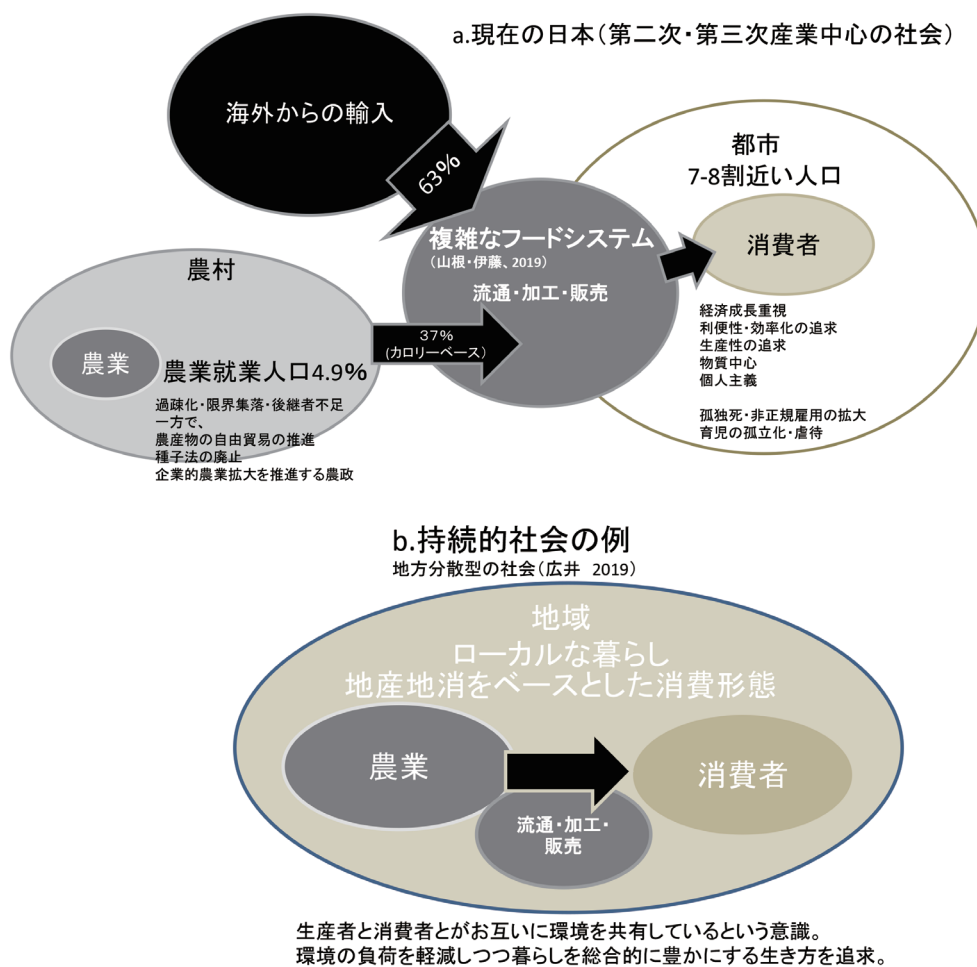 a.現在の日本(第二次・第三次産業中心の社会)
海外からの輸入
63%
都市
7-8割近い人口
複雑なフードシステム
(山根・伊藤、2019)
流通・加工・販売
消費者
農村
37%
(カロリーベース)
農業
農業就業人口4.9%
過疎化・限界集落・後継者不足
一方で、
農産物の自由貿易の推進
種子法の廃止
企業的農業拡大を推進する農政
経済成長重視
利便性・効率化の追求
生産性の追求
物質中心
個人主義
孤独死・非正規雇用の拡大
育児の孤立化・虐待
b.持続的社会の例
地方分散型の社会(広井 2019)
地域
ローカルな暮らし
地産地消をベースとした消費形態
農業
消費者
流通・加工・
販売
生産者と消費者とがお互いに環境を共有しているという意識。
環境の負荷を軽減しつつ暮らしを総合的に豊かにする生き方を追求。